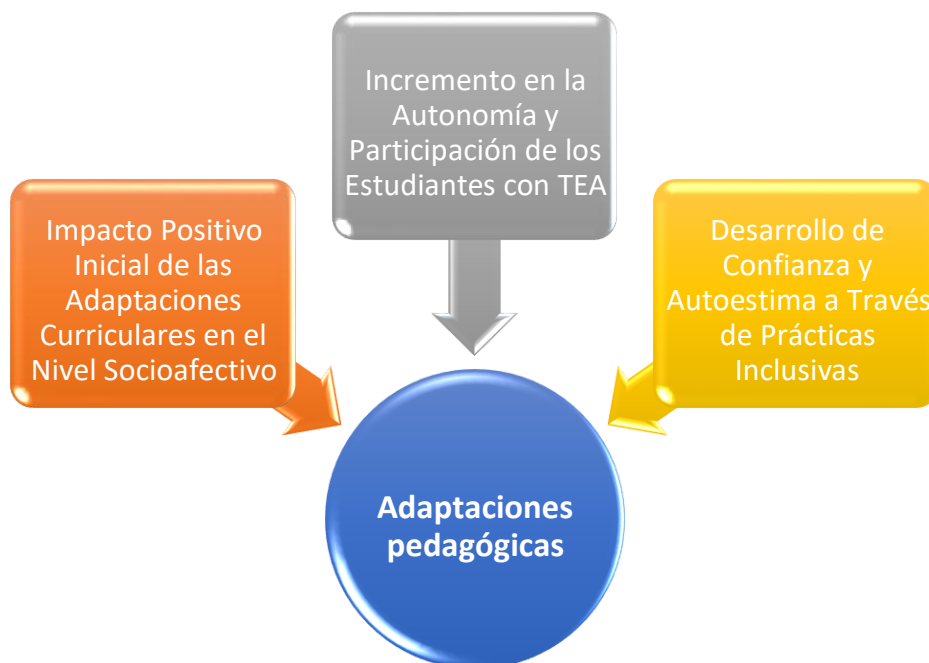 Incremento en la
Autonomía y
Participación de los
Estudiantes con TEA
Impacto Positivo
Inicial de las
Adaptaciones
Curriculares en el
Nivel Socioafectivo
Desarrollo de
Confianza y
Autoestima a Través
de Prácticas
Inclusivas
Adaptaciones
pedagógicas